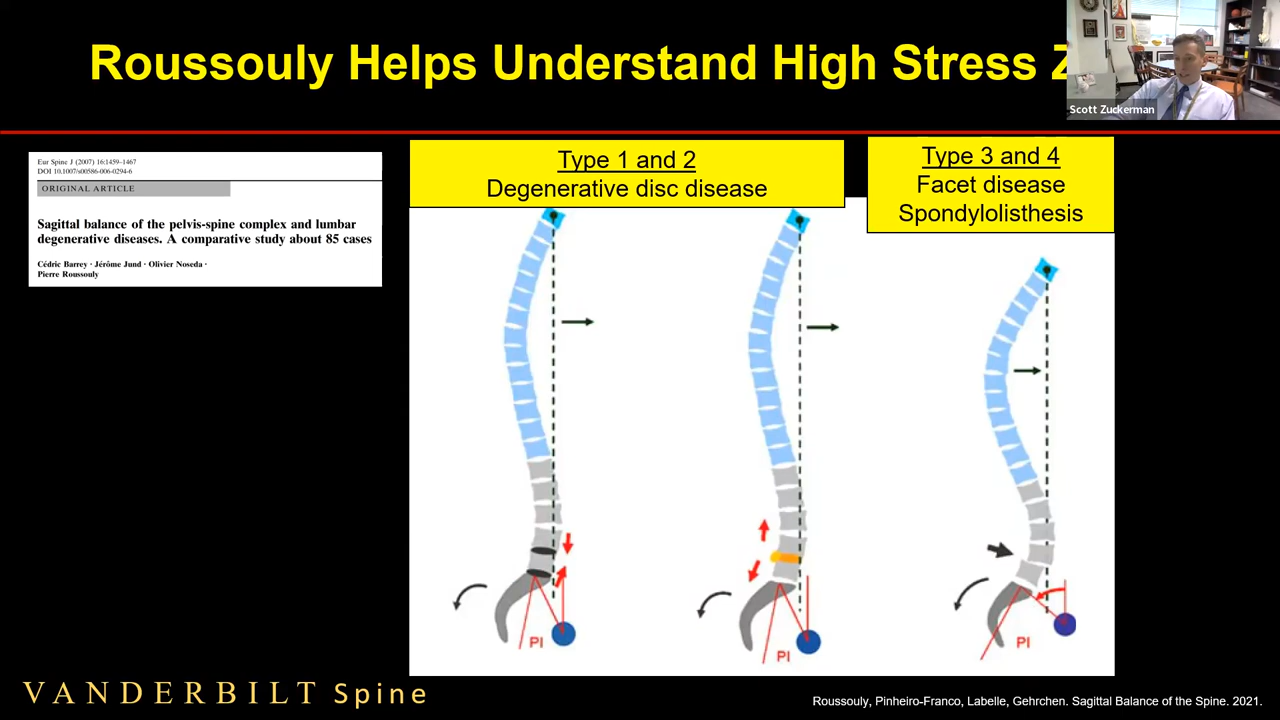 Roussouly Helps Understand High Stress Z
Scott Zuckerman
Eur Spine J (2007) 16:1459–1467
DOI 10.1007/s00586-006-0294-6
ORIGINAL ARTICLE
Sagittal balance of the pelvis-spine complex and lumbar
degenerative diseases. A comparative study about 85 cases
Cédric Barrey · Jérôme Jund · Olivier Noseda ·
Pierre Roussouly
Type 1 and 2
Degenerative disc disease
Type 3 and 4
Facet disease
Spondylolisthesis
PI
PI
PI
VANDERBILT Spine
Roussouly, Pinheiro-Franco, Labelle, Gehrchen. Sagittal Balance of the Spine. 2021.